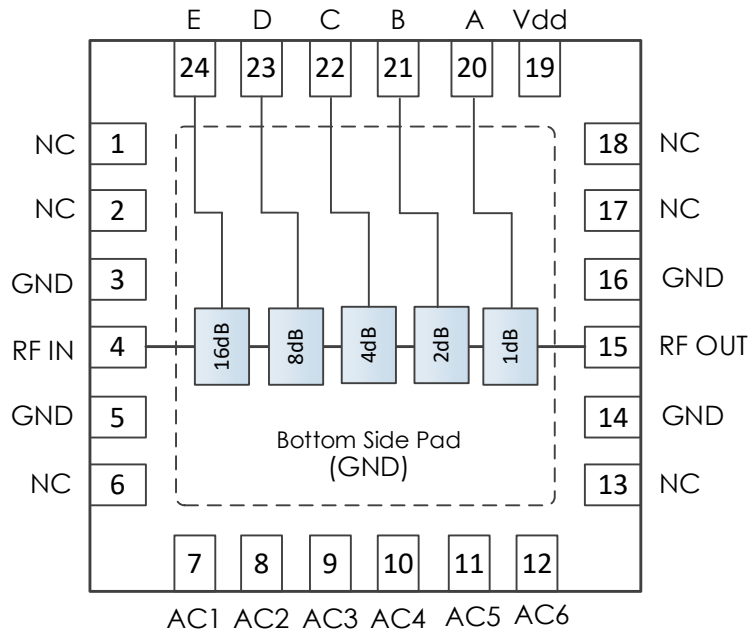 E D C B A Vdd
24 23 22 21 20 19
NC 1 18 NC
NC 2 17 NC
GND 3 16 GND
RF IN 4 16dB 8dB 4dB 2dB 1dB 15 RF OUT
GND 5 14 GND
Bottom Side Pad
(GND)
NC 6 13 NC
7 8 9 10 11 12
AC1 AC2 AC3 AC4 AC5 AC6